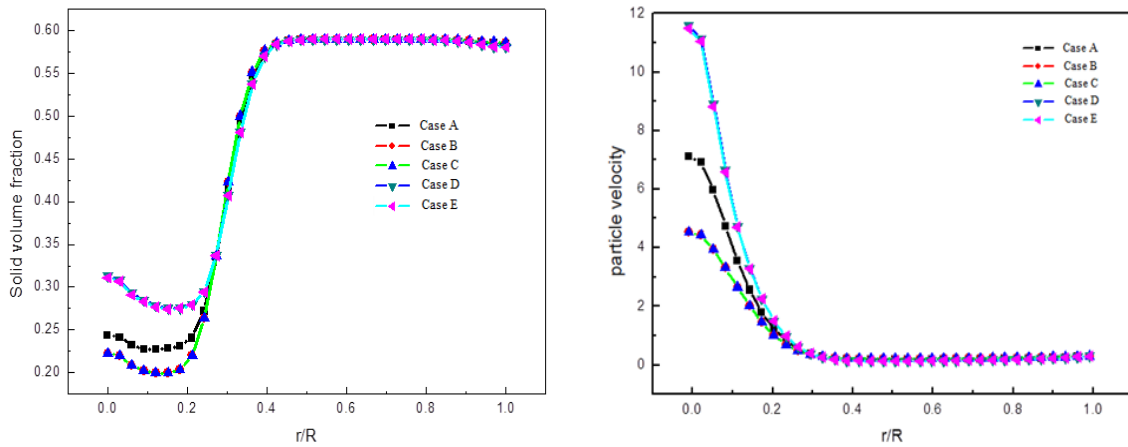 0.60
0.55
0.50
0.45
0.40
0.35
0.30
0.25
0.20
Solid volume fraction
Case A
Case B
Case C
Case D
Case E
0.0 0.2 0.4 0.6 0.8 1.0
r/R
12
10
8
6
4
2
0
particle velocity
Case A
Case B
Case C
Case D
Case E
0.0 0.2 0.4 0.6 0.8 1.0
r/R